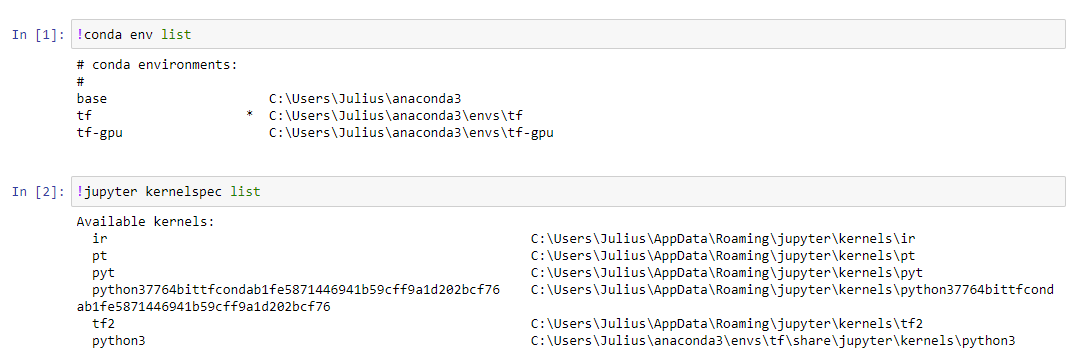 In [1]: !conda env list
# conda environments:
#
base                     C:\Users\Julius\anaconda3
tf                    *  C:\Users\Julius\anaconda3\envs\tf
tf-gpu                   C:\Users\Julius\anaconda3\envs\tf-gpu
In [2]: !jupyter kernelspec list
Available kernels:
  ir                                                       C:\Users\Julius\AppData\Roaming\jupyter\kernels\ir
  pt                                                       C:\Users\Julius\AppData\Roaming\jupyter\kernels\pt
  pyt                                                      C:\Users\Julius\AppData\Roaming\jupyter\kernels\pyt
  python37764bittfcondab1fe5871446941b59cff9a1d202bcf76    C:\Users\Julius\AppData\Roaming\jupyter\kernels\python37764bittfcond
ab1fe5871446941b59cff9a1d202bcf76
  tf2                                                      C:\Users\Julius\AppData\Roaming\jupyter\kernels\tf2
  python3                                                  C:\Users\Julius\anaconda3\envs\tf\share\jupyter\kernels\python3